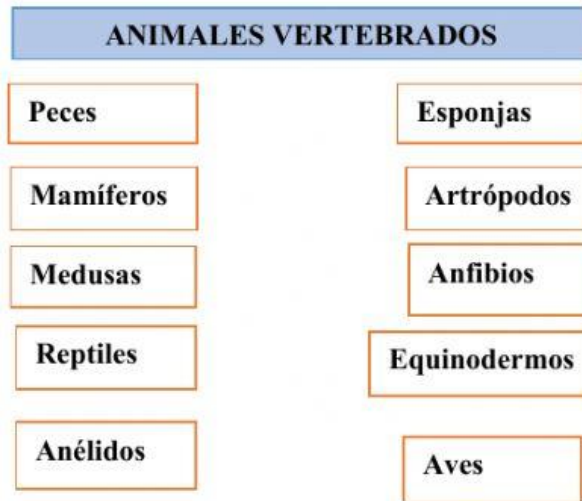 ANIMALES VERTEBRADOS
Peces
Esponjas
Mamíferos
Artrópodos
Medusas
Anfibios
Reptiles
Equinodermos
Anélidos
Aves